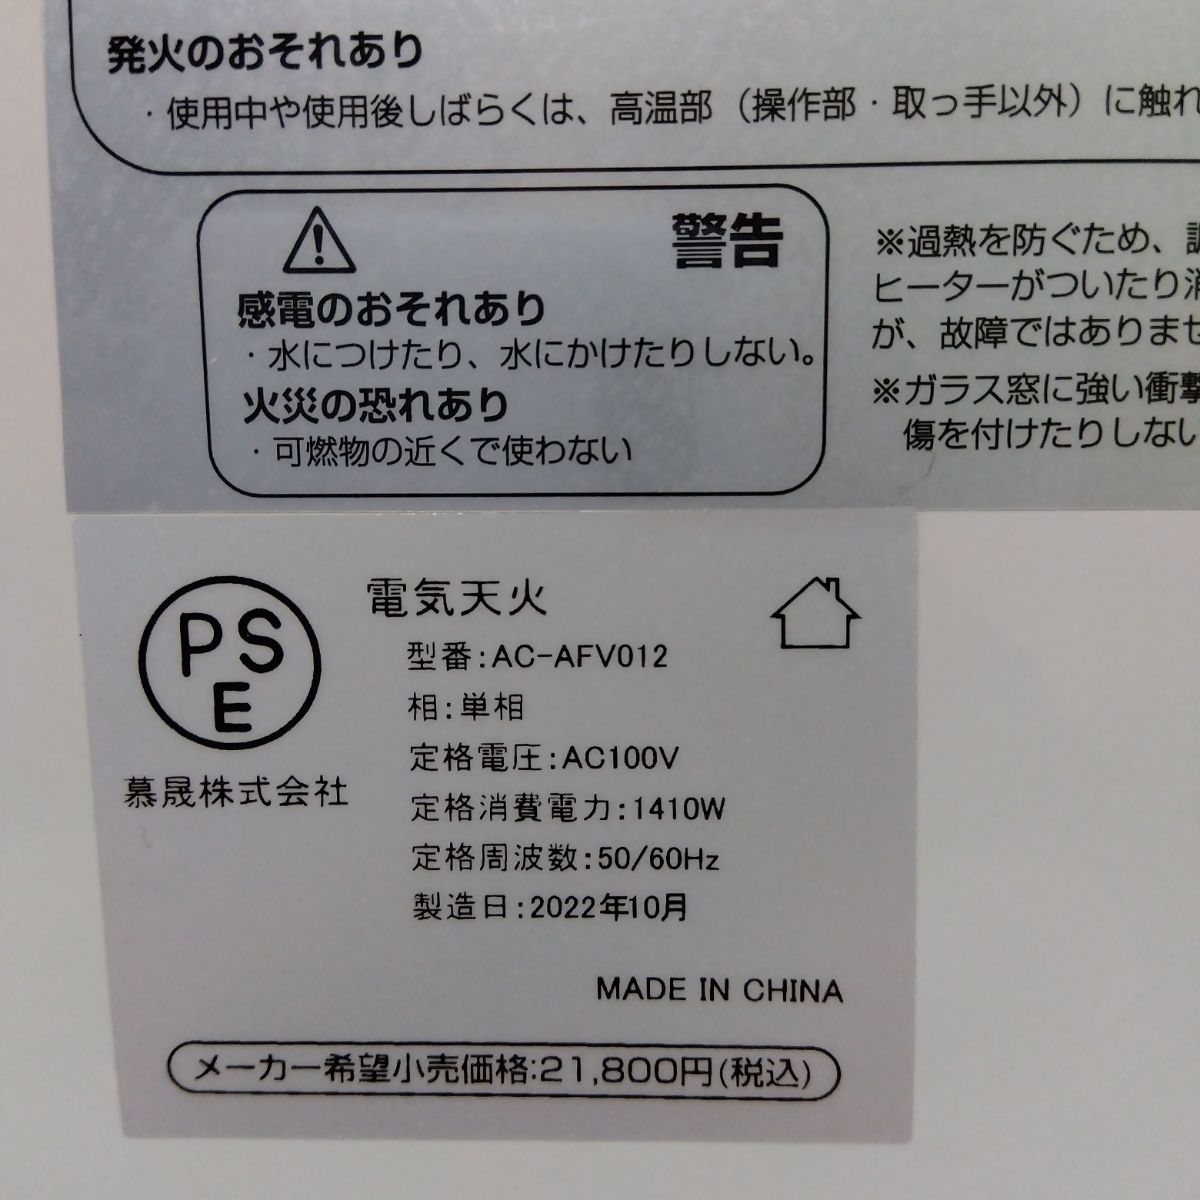 発火のおそれあり
・使用中や使用後しばらくは、高温部（操作部・取っ手以外）に触れ
警告
感電のおそれあり
・水につけたり、水にかけたりしない。
火災の恐れあり
・可燃物の近くで使わない
※過熱を防ぐため、調
ヒーターがついたり消
が、故障ではありませ
※ガラス窓に強い衝撃
傷を付けたりしない
PS
E
慕晟株式会社
電気天火
型番:AC-AFV012
相:単相
定格電圧:AC100V
定格消費電力:1410W
定格周波数:50/60Hz
製造日:2022年10月
MADE IN CHINA
メーカー希望小売価格:21,800円(税込)